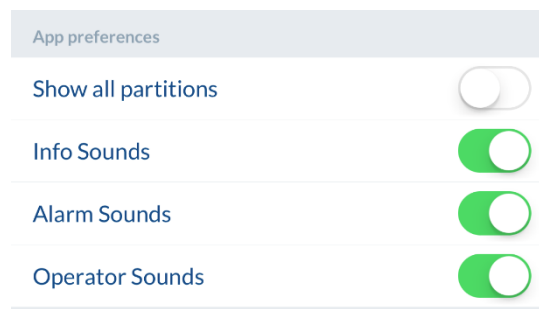 App preferences
Show all partitions
Info Sounds
Alarm Sounds
Operator Sounds